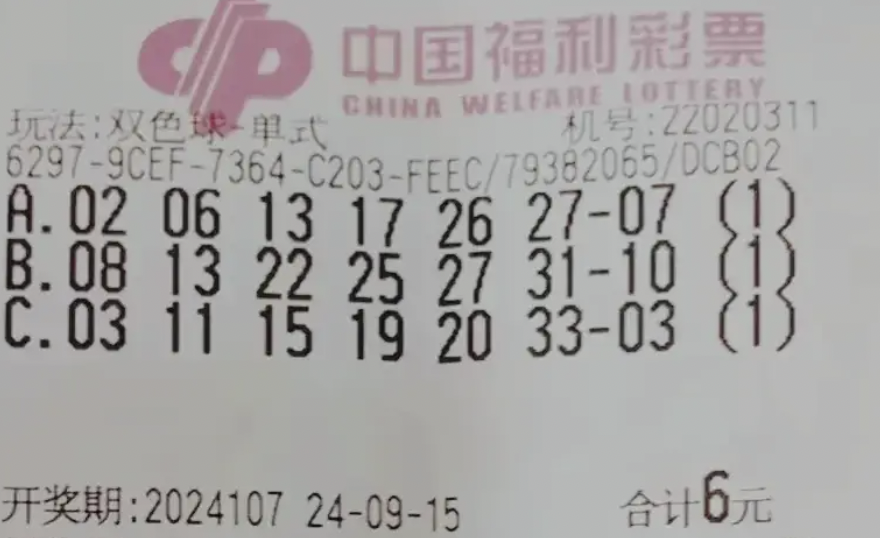 中国福利彩票
CHINA WELFARE LOTTERY
玩法:双色球-单式 机号:22020311
6297-9CEF-7364-C203-FEEC/79382065/DCB02
A.02 06 13 17 26 27-07 (1)
B.08 13 22 25 27 31-10 (1)
C.03 11 15 19 20 33-03 (1)
开奖期:2024107 24-09-15 合计6元